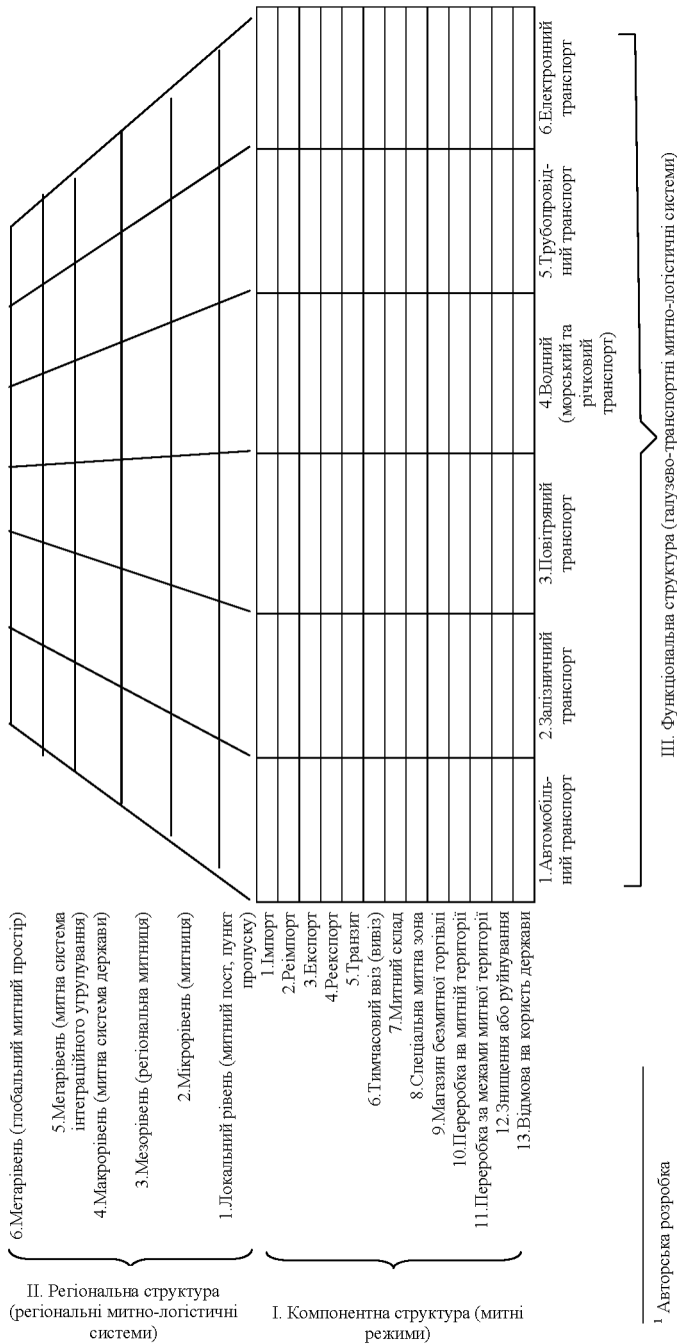 II. Регіональна структура
(регіональні митно-логістичні
системи)
6.Метарівень (глобальний митний простір)
5.Мегарівень (митна система
інтеграційного угрупування)
4.Макрорівень (митна система держави)
3.Мезорівень (регіональна митниця)
2.Мікрорівень (митниця)
1.Локальний рівень (митний пост, пункт
пропуску)
I. Компонентна структура (митні
режими)
1.Імпорт
2.Реімпорт
3.Експорт
4.Реекспорт
5.Транзит
6.Тимчасовий ввіз (вивіз)
7.Митний склад
8.Спеціальна митна зона
9.Магазин безмитної торгівлі
10.Переробка на митній території
11.Переробка за межами митної території
12.Знищення або руйнування
13.Відмова на користь держави
1.Автомобіль-
ний транспорт
2.Залізничний
транспорт
3.Повітряний
транспорт
4.Водний
(морський та
річковий
транспорт)
5.Трубопровід-
ний транспорт
6.Електронний
транспорт
III. Функціональна структура (галузево-транспортні митно-логістичні системи)
¹ Авторська розробка